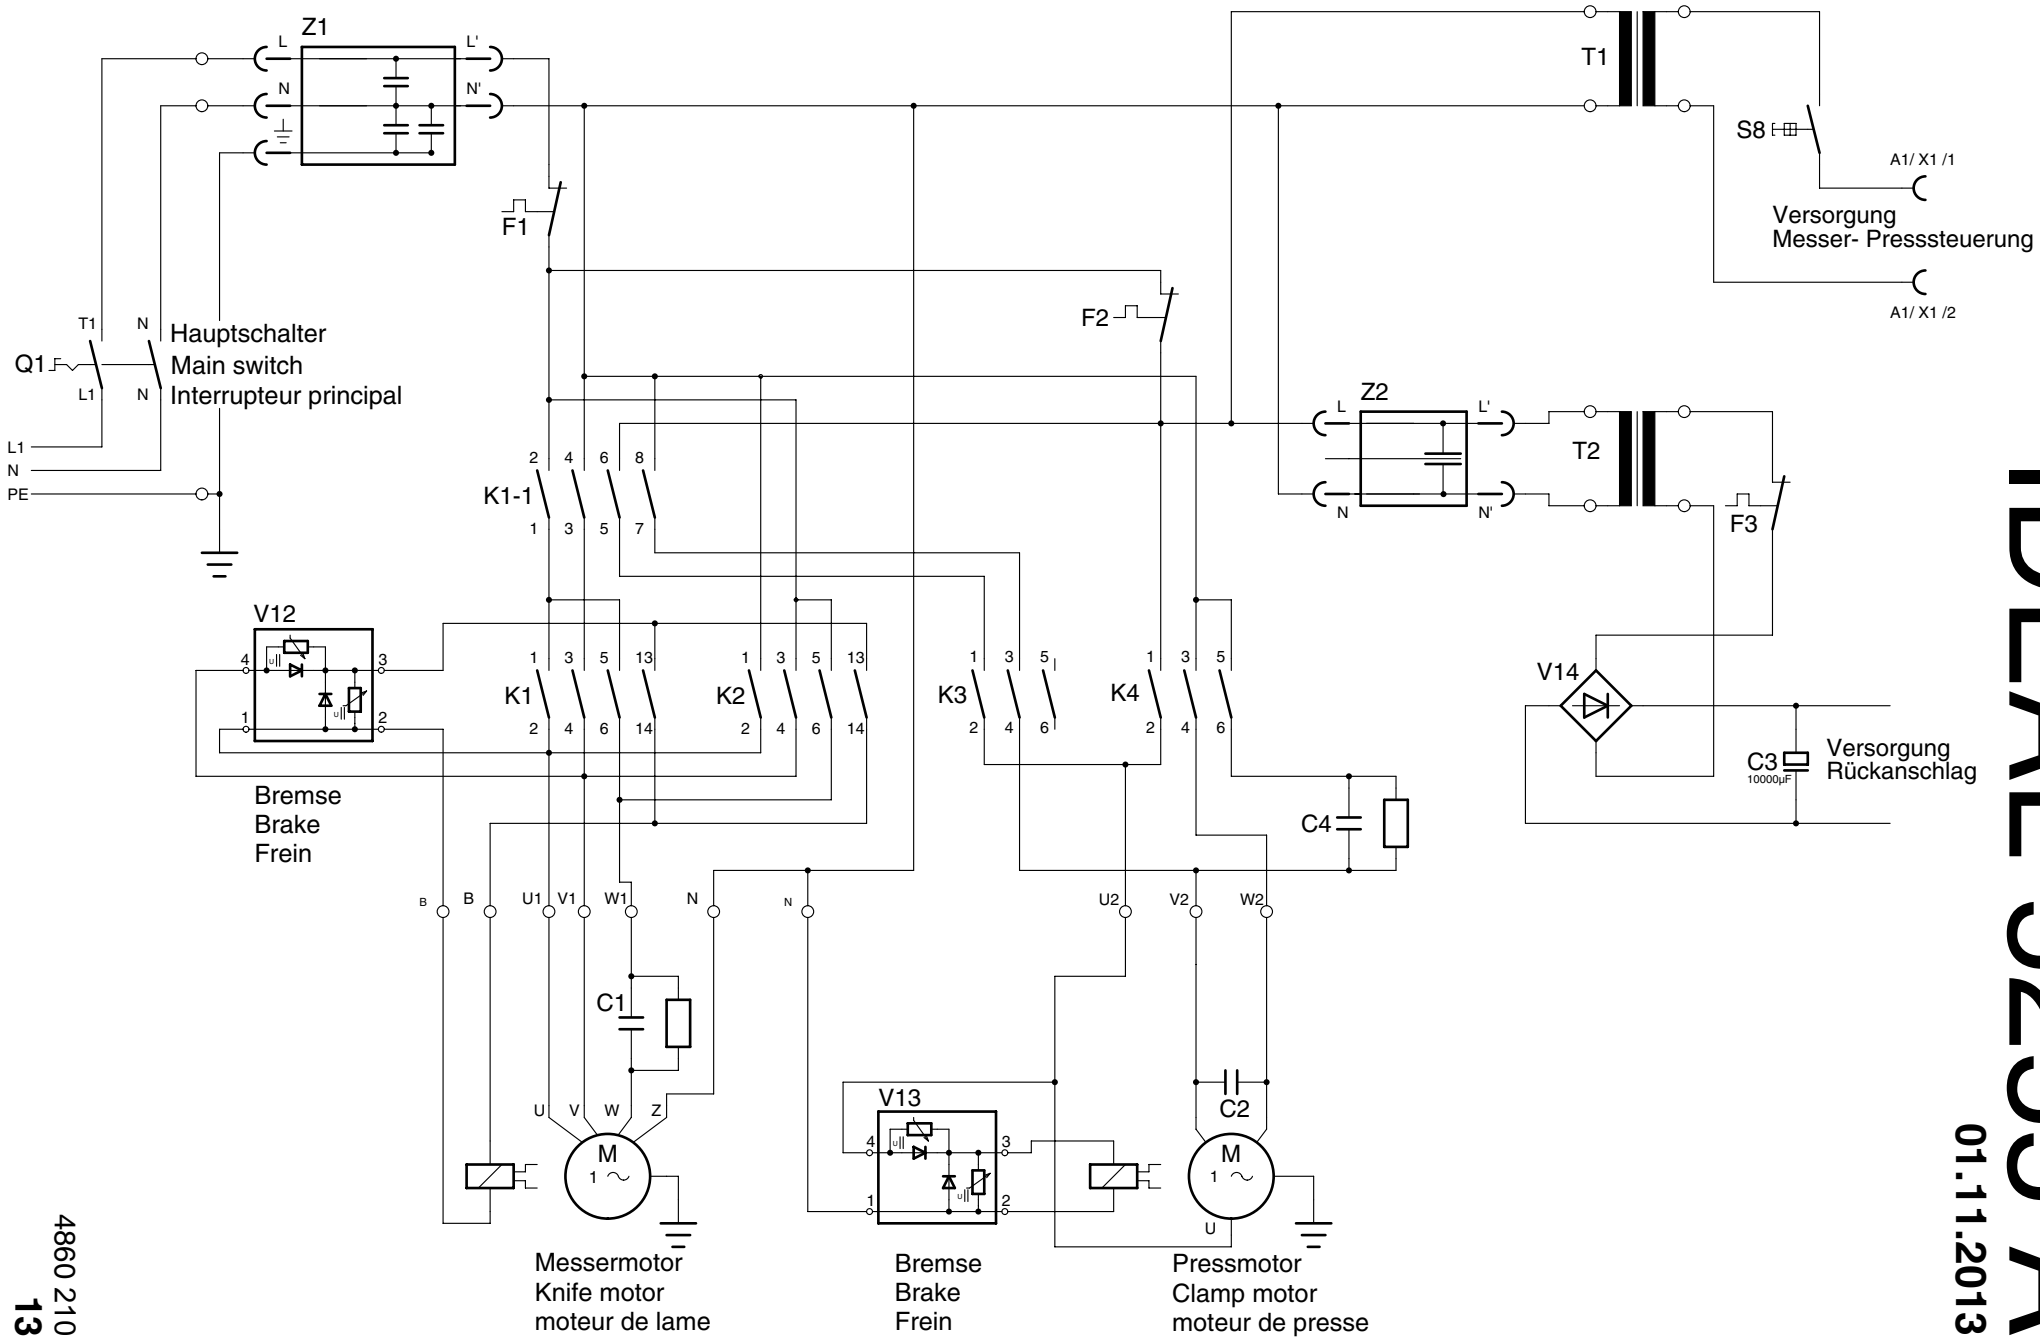 Z1
L
L'
N
N'
T1
S8
A1/ X1 /1
Versorgung
Messer- Presssteuerung
A1/ X1 /2
F1
F2
T1
N
Hauptschalter
Q1
Main switch
L1
N
Interrupteur principal
L1
N
PE
Z2
L
L'
N
N'
T2
F3
2
4
6
8
K1-1
1
3
5
7
V12
4
3
1
2
U
U
Bremse
Brake
Frein
1
3
5
13
K1
2
4
6
14
1
3
5
13
K2
2
4
6
14
1
3
5
K3
2
4
6
1
3
5
K4
2
4
6
V14
C3
10000µF
Versorgung
Rückanschlag
C4
B
B
U1
V1
W1
N
N
U2
V2
W2
C1
U
V
W
Z
M
1
Messermotor
Knife motor
moteur de lame
V13
4
3
1
2
U
U
Bremse
Brake
Frein
C2
M
1
U
Pressmotor
Clamp motor
moteur de presse
01.11.2013
4860 210
13